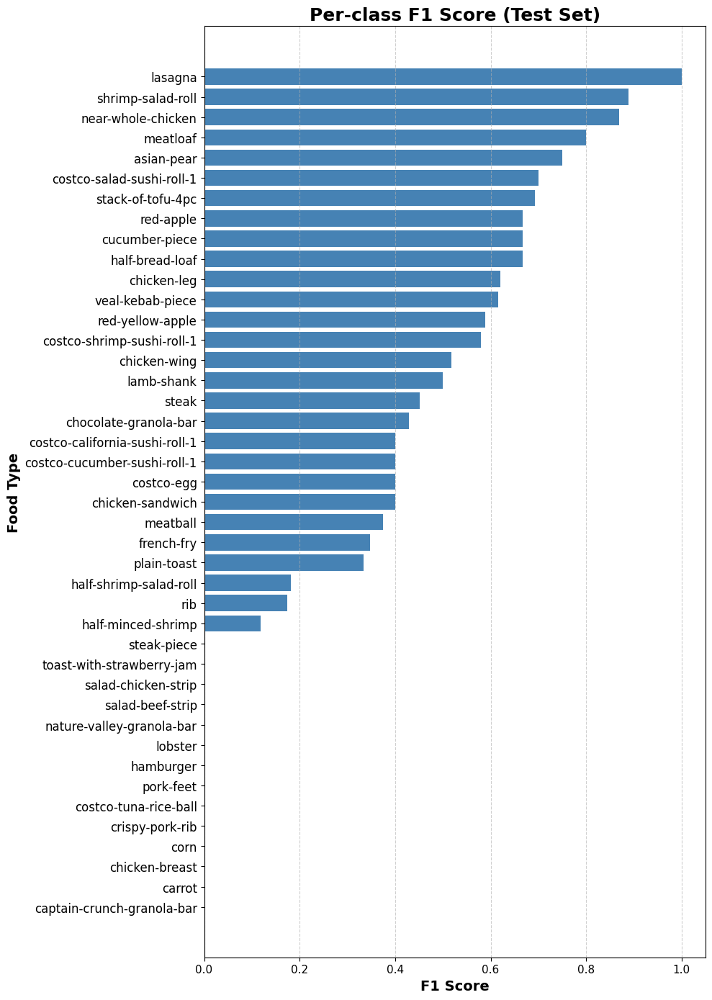 Per-class F1 Score (Test Set)
Food Type
lasagna
shrimp-salad-roll
near-whole-chicken
meatloaf
asian-pear
costco-salad-sushi-roll-1
stack-of-tofu-4pc
red-apple
cucumber-piece
half-bread-loaf
chicken-leg
veal-kebab-piece
red-yellow-apple
costco-shrimp-sushi-roll-1
chicken-wing
lamb-shank
steak
chocolate-granola-bar
costco-california-sushi-roll-1
costco-cucumber-sushi-roll-1
costco-egg
chicken-sandwich
meatball
french-fry
plain-toast
half-shrimp-salad-roll
rib
half-minced-shrimp
steak-piece
toast-with-strawberry-jam
salad-chicken-strip
salad-beef-strip
nature-valley-granola-bar
lobster
hamburger
pork-feet
costco-tuna-rice-ball
crispy-pork-rib
corn
chicken-breast
carrot
captain-crunch-granola-bar
0.0 0.2 0.4 0.6 0.8 1.0
F1 Score